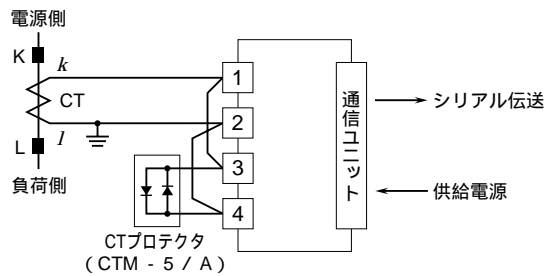 電源側
K
k
CT
l
L
負荷側
1
2
3
4
CTプロテクタ
(CTM-5/A)
通信ユニット
シリアル伝送
供給電源